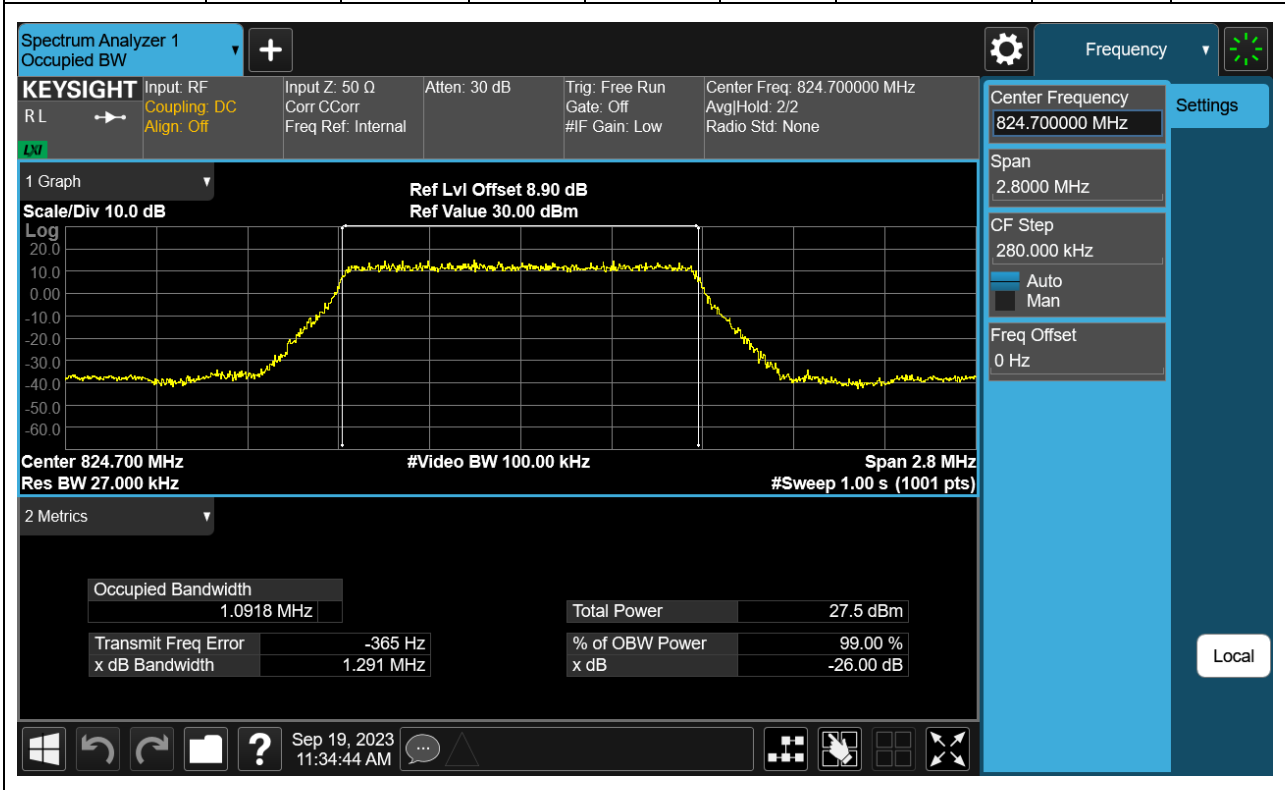 Spectrum Analyzer 1
Occupied BW
+
Frequency
KEYSIGHT
R L
LXI
Input: RF
Coupling: DC
Align: Off
Input Z: 50 Ω
Corr CCorr
Freq Ref: Internal
Atten: 30 dB
Trig: Free Run
Gate: Off
#IF Gain: Low
Center Freq: 824.700000 MHz
Avg|Hold: 2/2
Radio Std: None
Center Frequency
824.700000 MHz
Settings
Span
2.8000 MHz
CF Step
280.000 kHz
Auto
Man
Freq Offset
0 Hz
Local
1 Graph
Scale/Div 10.0 dB
Ref Lvl Offset 8.90 dB
Ref Value 30.00 dBm
Log
20.0
10.0
0.00
-10.0
-20.0
-30.0
-40.0
-50.0
-60.0
Center 824.700 MHz
#Video BW 100.00 kHz
Span 2.8 MHz
Res BW 27.000 kHz
#Sweep 1.00 s (1001 pts)
2 Metrics
Occupied Bandwidth
1.0918 MHz
Total Power 27.5 dBm
Transmit Freq Error -365 Hz
% of OBW Power 99.00 %
x dB Bandwidth 1.291 MHz
x dB -26.00 dB
?
Sep 19, 2023
11:34:44 AM